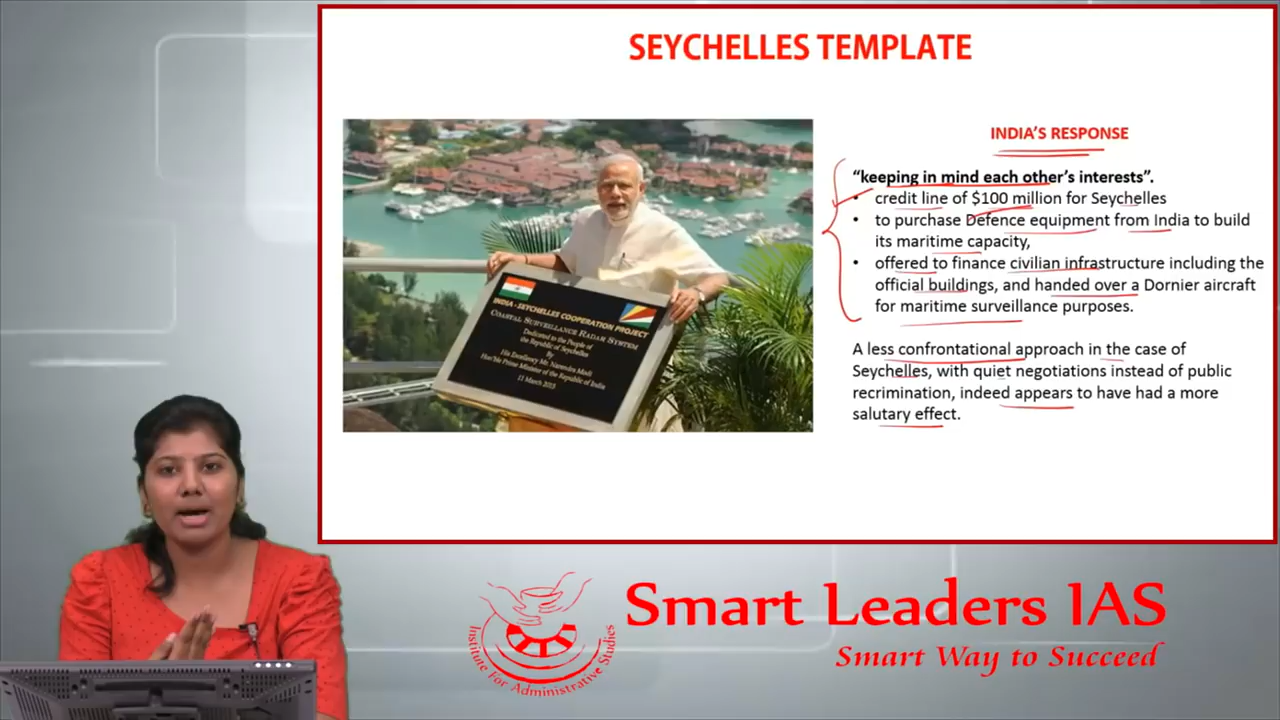 SEYCHELLES TEMPLATE
INDIA'S RESPONSE
“keeping in mind each other’s interests”.
• credit line of $100 million for Seychelles
• to purchase Defence equipment from India to build
its maritime capacity,
• offered to finance civilian infrastructure including the
official buildings, and handed over a Dornier aircraft
for maritime surveillance purposes.
A less confrontational approach in the case of
Seychelles, with quiet negotiations instead of public
recrimination, indeed appears to have had a more
salutary effect.
INDIA - SEYCHELLES COOPERATION PROJECT
COASTAL SURVEILLANCE RADAR SYSTEM
Dedicated to the People of
the Republic of Seychelles
By
His Excellency Mr. Narendra Modi
Hon'ble Prime Minister of the Republic of India
11 March 2015
Smart Leaders IAS
Smart Way to Succeed
Institute For Administrative Studies